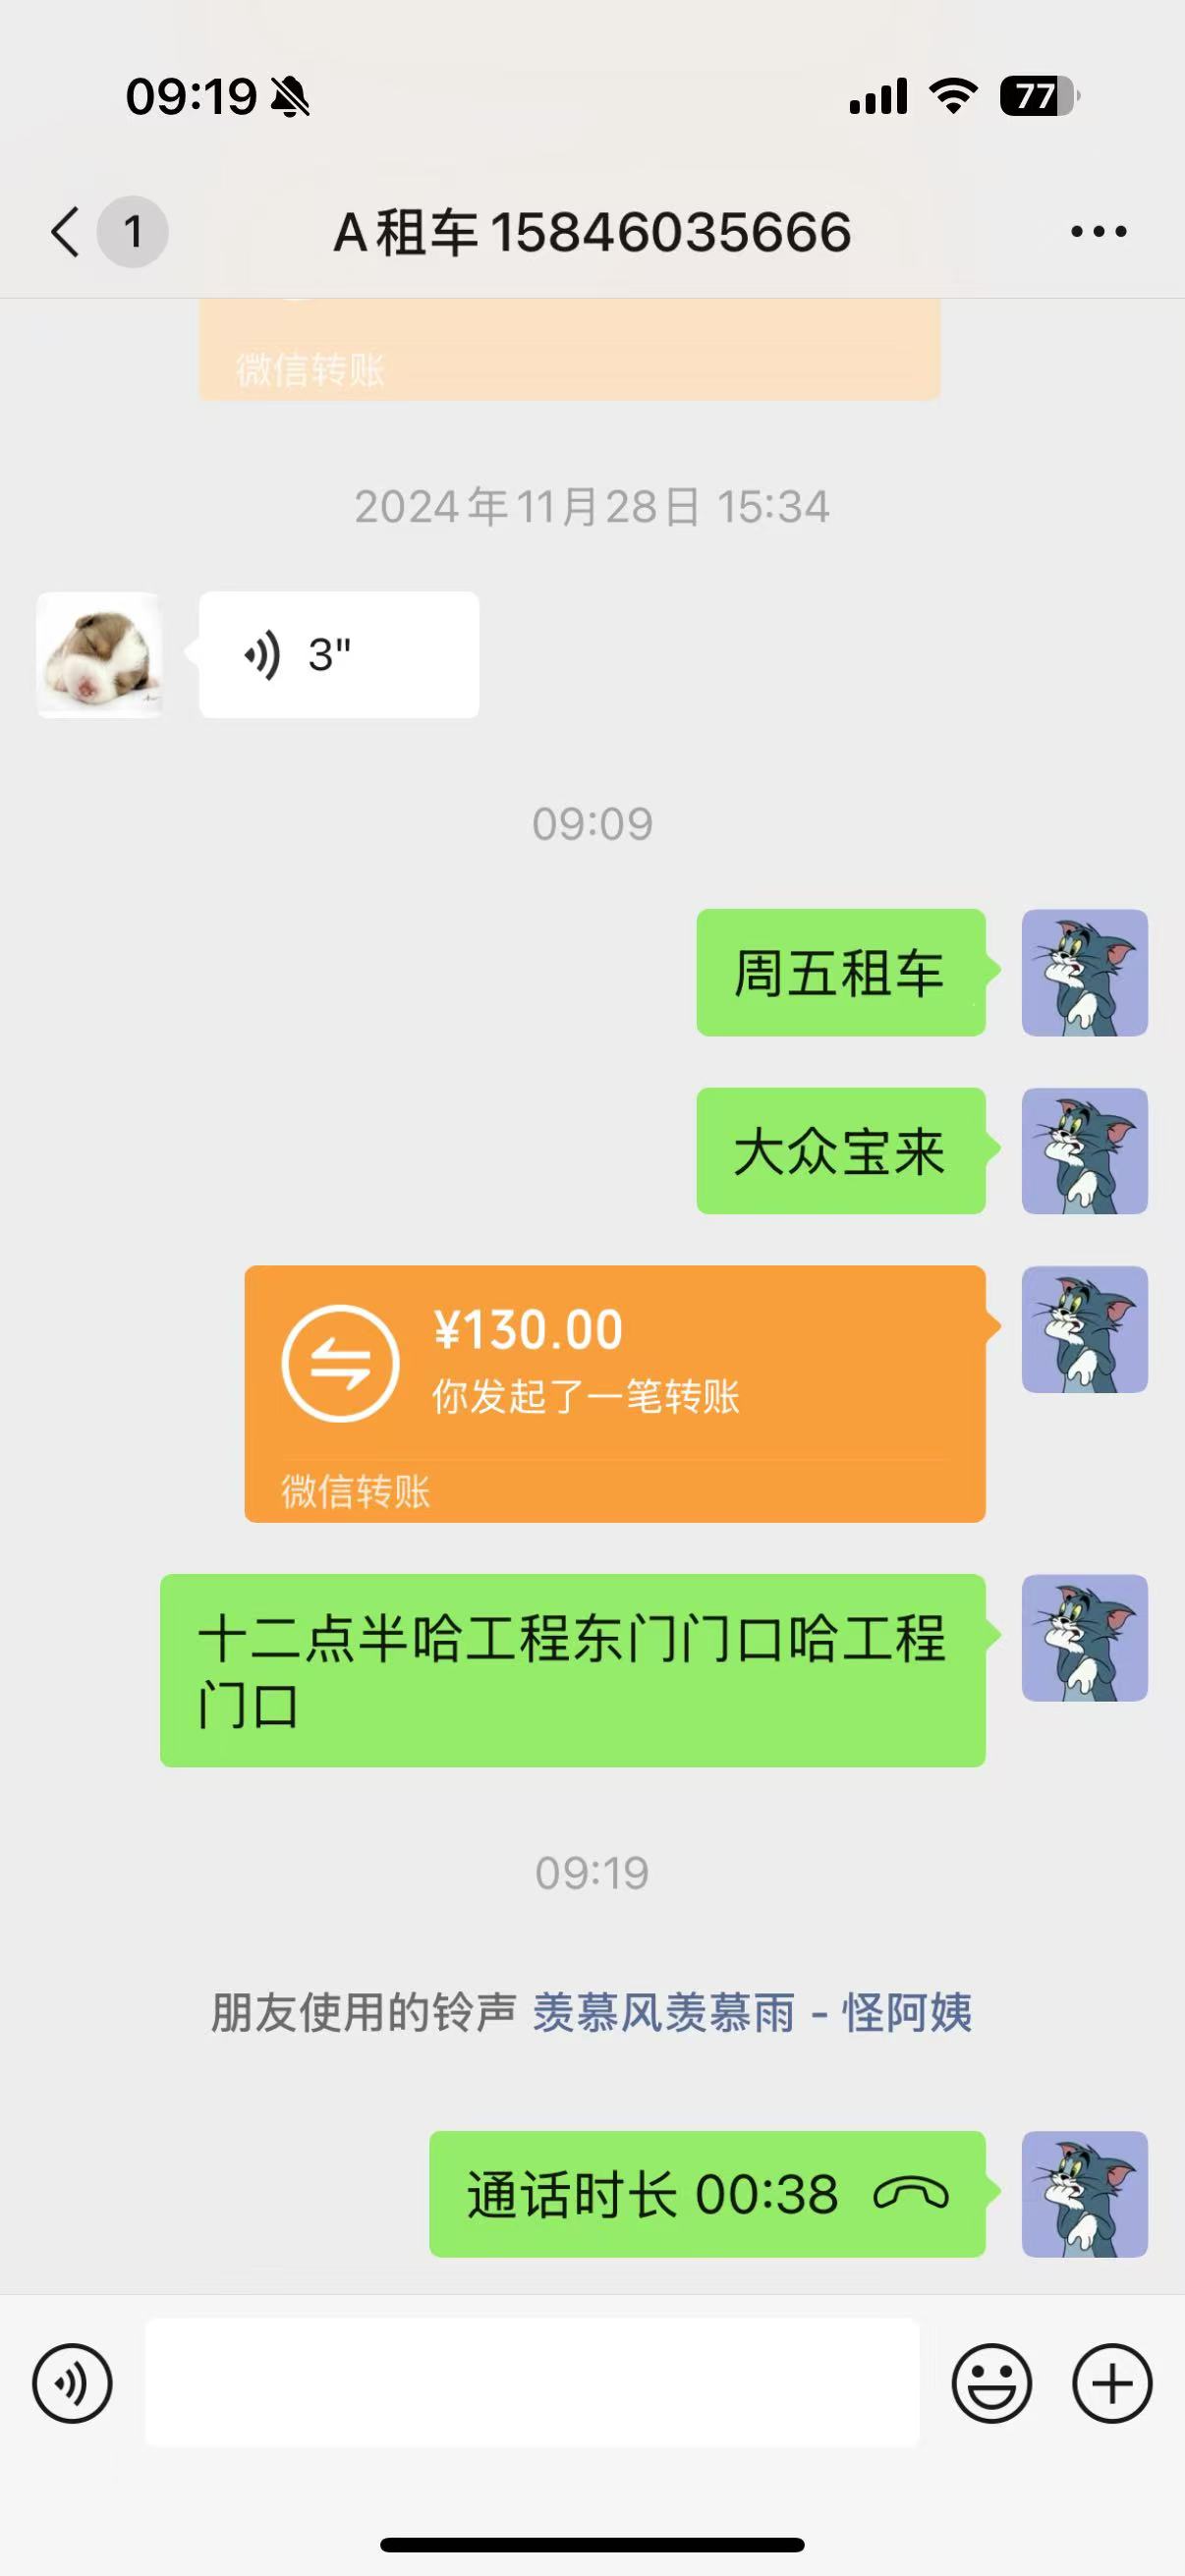 09:19
77
1
A租车15846035666
微信转账
2024年11月28日 15:34
3"
09:09
周五租车
大众宝来
¥130.00
你发起了一笔转账
微信转账
十二点半哈工程东门门口哈工程
门口
09:19
朋友使用的铃声 羡慕风羡慕雨 - 怪阿姨
通话时长 00:38